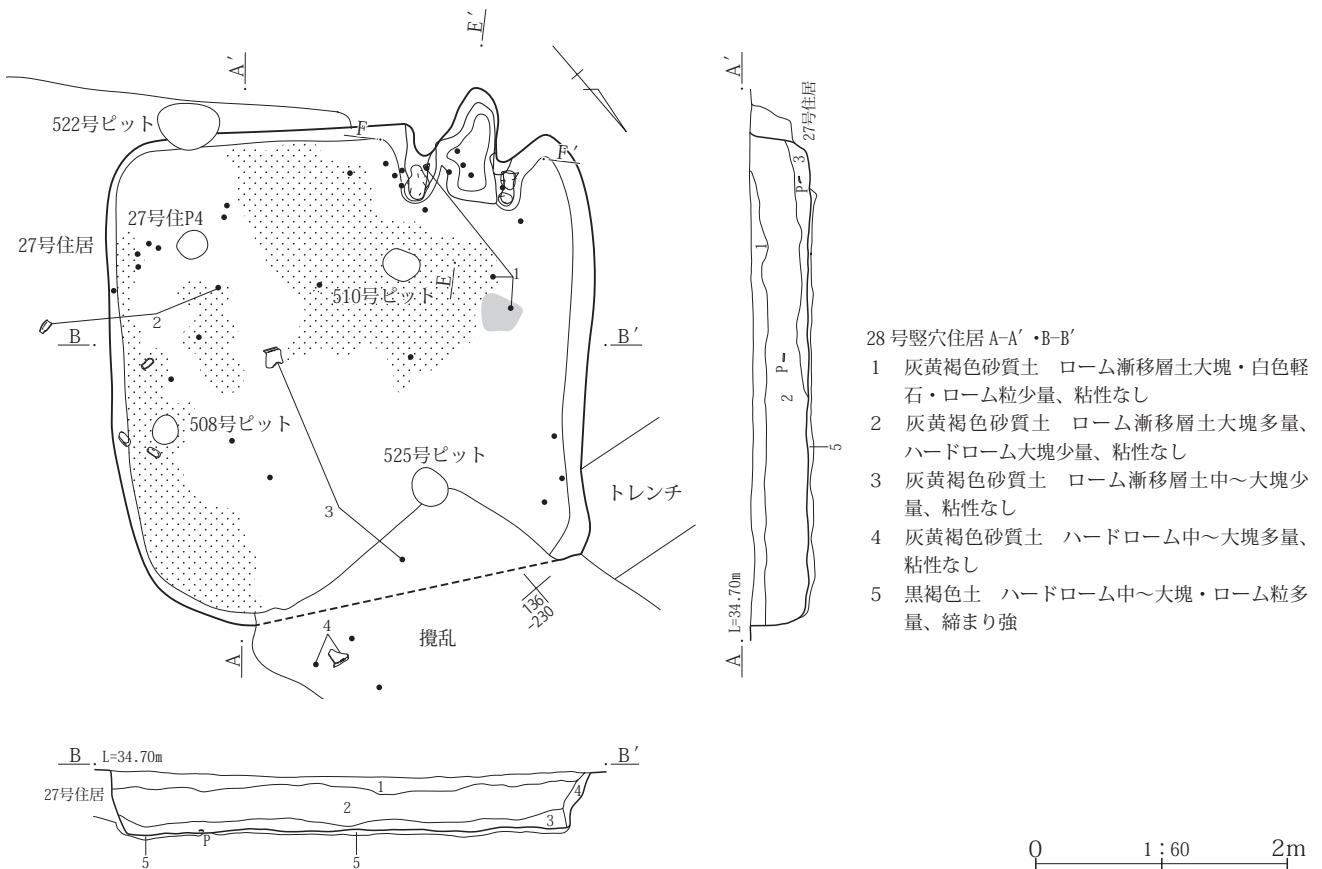 E′
A′
A′
522号ピット
F
F′
27号住居
3
P
27号住P4
27号住居
1
1
510号ピット
E
2
B
B′
P
2
28 号竪穴住居 A–A′・B–B′
1 灰黄褐色砂質土 ローム漸移層土大塊・白色軽
石・ローム粒少量、粘性なし
2 灰黄褐色砂質土 ローム漸移層土大塊多量、
ハードローム大塊少量、粘性なし
3 灰黄褐色砂質土 ローム漸移層土中~大塊少
量、粘性なし
4 灰黄褐色砂質土 ハードローム中~大塊多量、
粘性なし
5 黒褐色土 ハードローム中~大塊・ローム粒多
量、締まり強
508号ピット
525号ピット
5
トレンチ
3
136
-230
L=34.70m
4
攪乱
A
A
B
L=34.70m
B′
27号住居
1
2
4
3
P
5
5
0
1：60
2m